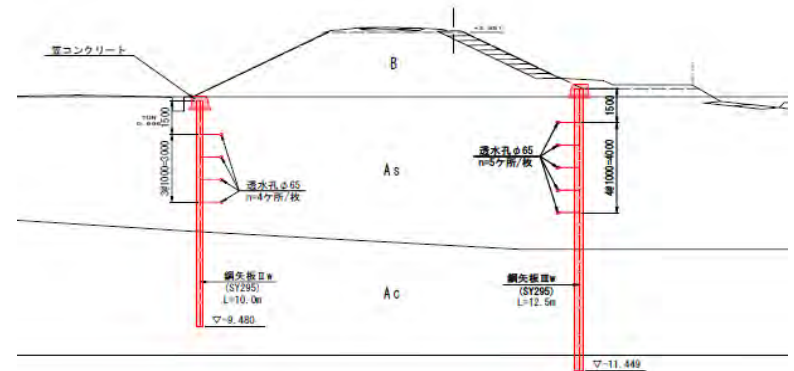 笠コンクリート
B
1500
3@1000=3000
透水孔φ65
n=4ケ所/枚
As
透水孔φ65
n=5ケ所/枚
1500
4@1000=4000
鋼矢板Ⅱw
(SY295)
L=10.0m
▽-9.480
Ac
鋼矢板Ⅲw
(SY295)
L=12.5m
▽-11.449